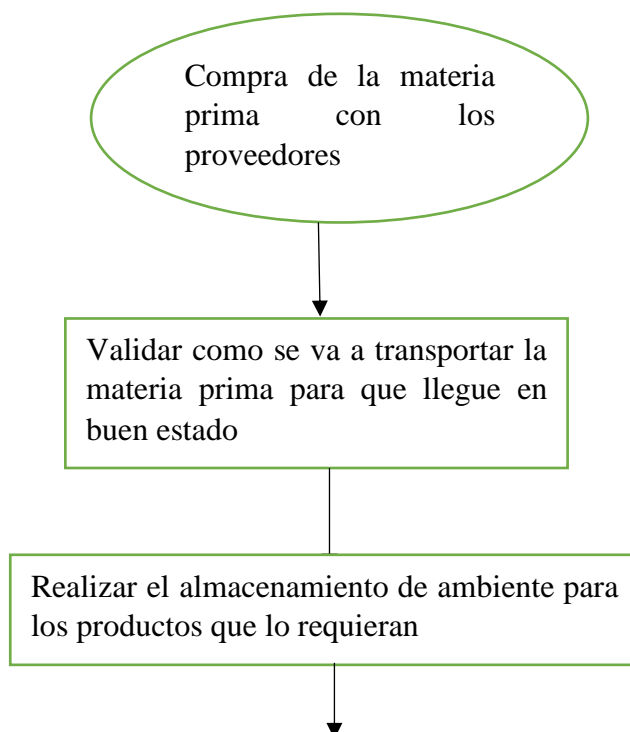 Compra de la materia
prima con los
proveedores
Validar como se va a transportar la
materia prima para que llegue en
buen estado
Realizar el almacenamiento de ambiente para
los productos que lo requieran